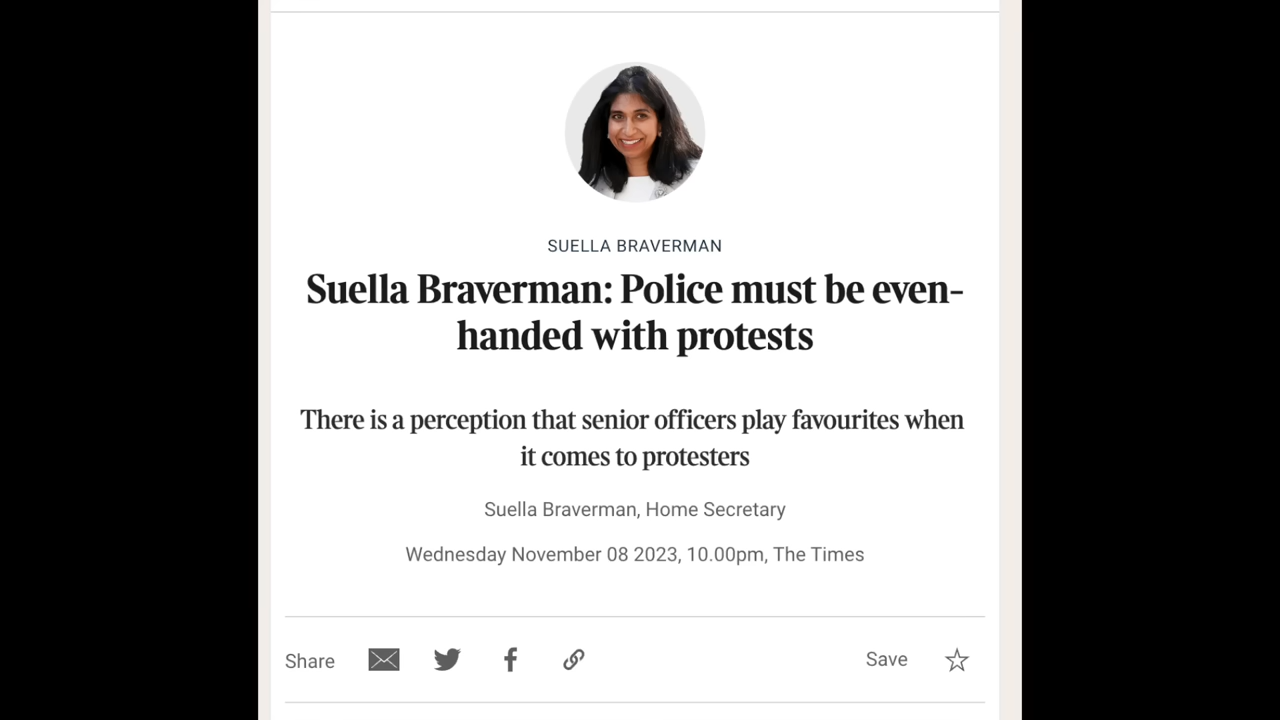 SUELLA BRAVERMAN
Suella Braverman: Police must be even-
handed with protests
There is a perception that senior officers play favourites when
it comes to protesters
Suella Braverman, Home Secretary
Wednesday November 08 2023, 10.00pm, The Times
Share
Save